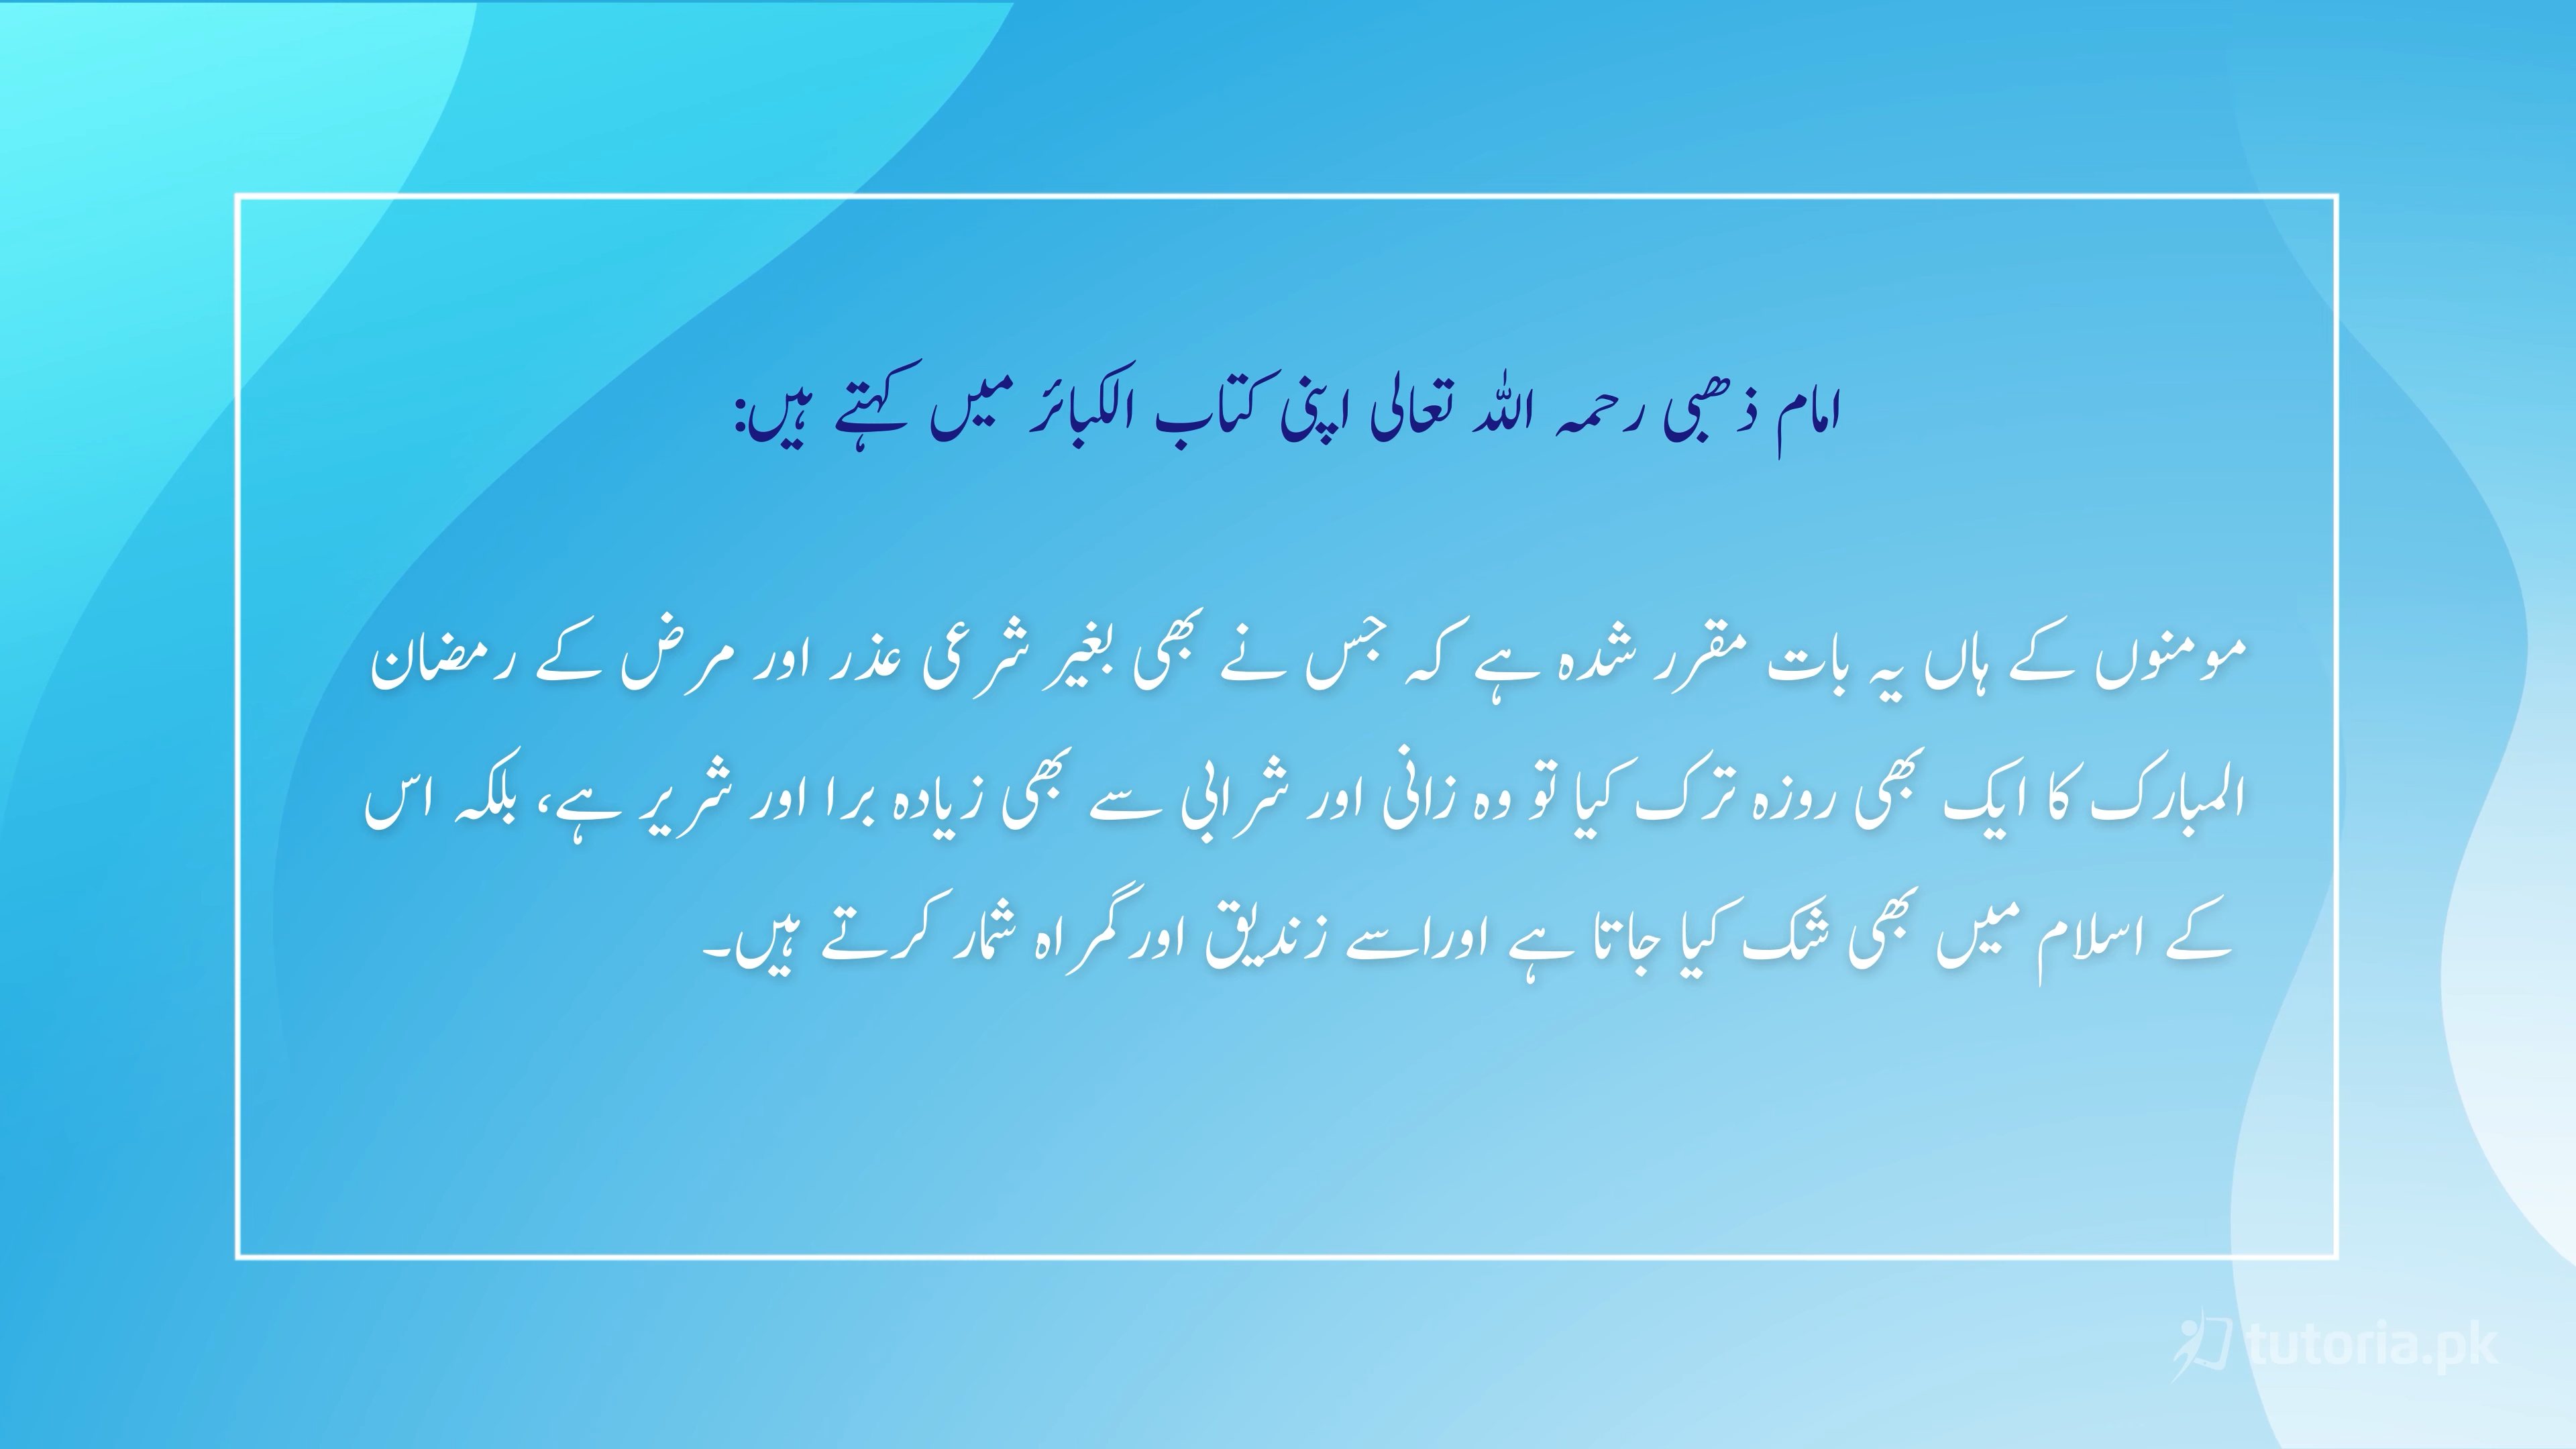 امام ذھبی رحمہ اللہ تعالی اپنی کتاب الکبائر میں کہتے ہیں:
مومنوں کے ہاں یہ بات مقرر شدہ ہے کہ جس نے بھی بغیر شرعی عذر اور مرض کے رمضان
المبارک کا ایک بھی روزہ ترک کیا تو وہ زانی اور شرابی سے بھی زیادہ برا اور شریر ہے، بلکہ اس
کے اسلام میں بھی شک کیا جاتا ہے اوراسے زندیق اورگمراہ شمار کرتے ہیں۔
tutoria.pk